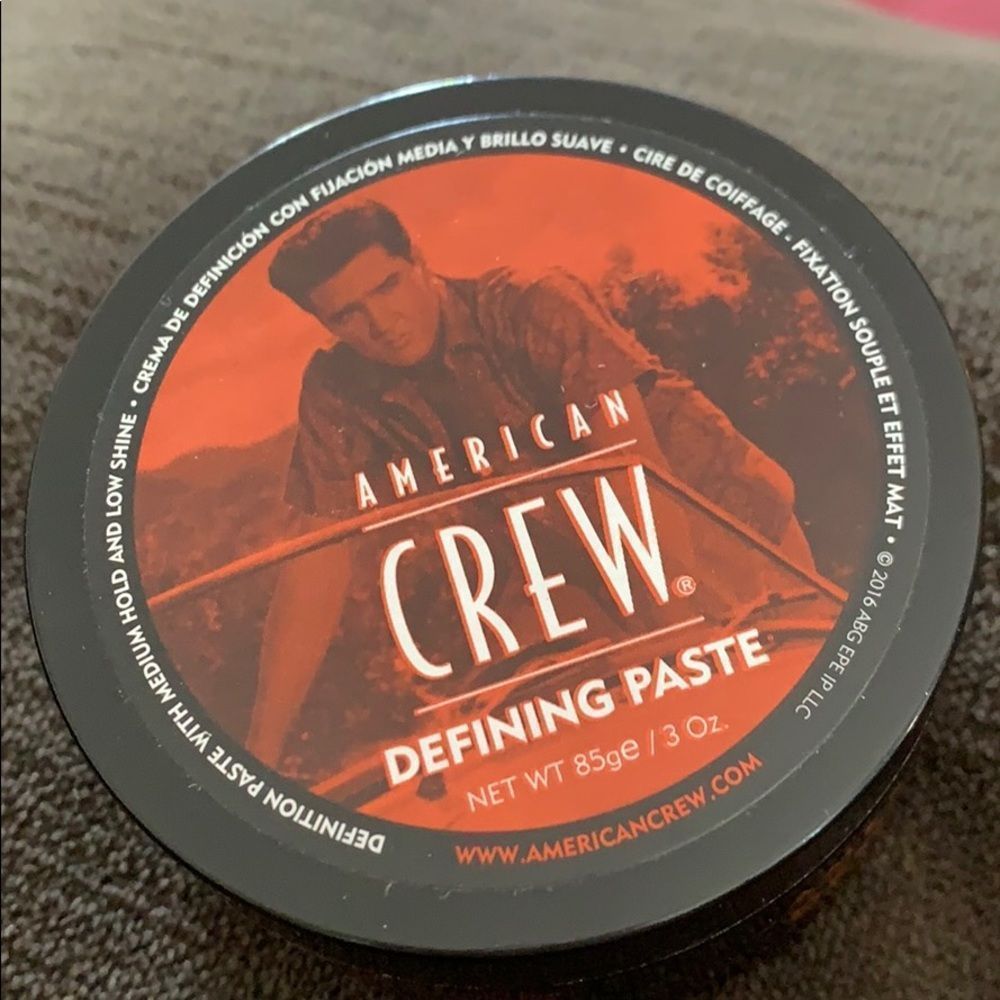 AMERICAN
CREW®
DEFINING PASTE
NET WT 85ge / 3 Oz.
WWW.AMERICANCREW.COM
DEFINITION PASTE WITH MEDIUM HOLD AND LOW SHINE • CREMA DE DEFINICIÓN CON FIJACIÓN MEDIA Y BRILLO SUAVE • CIRE DE COIFFAGE - FIXATION SOUPLE ET EFFET MAT • © 2016 ABG EPE IP LLC